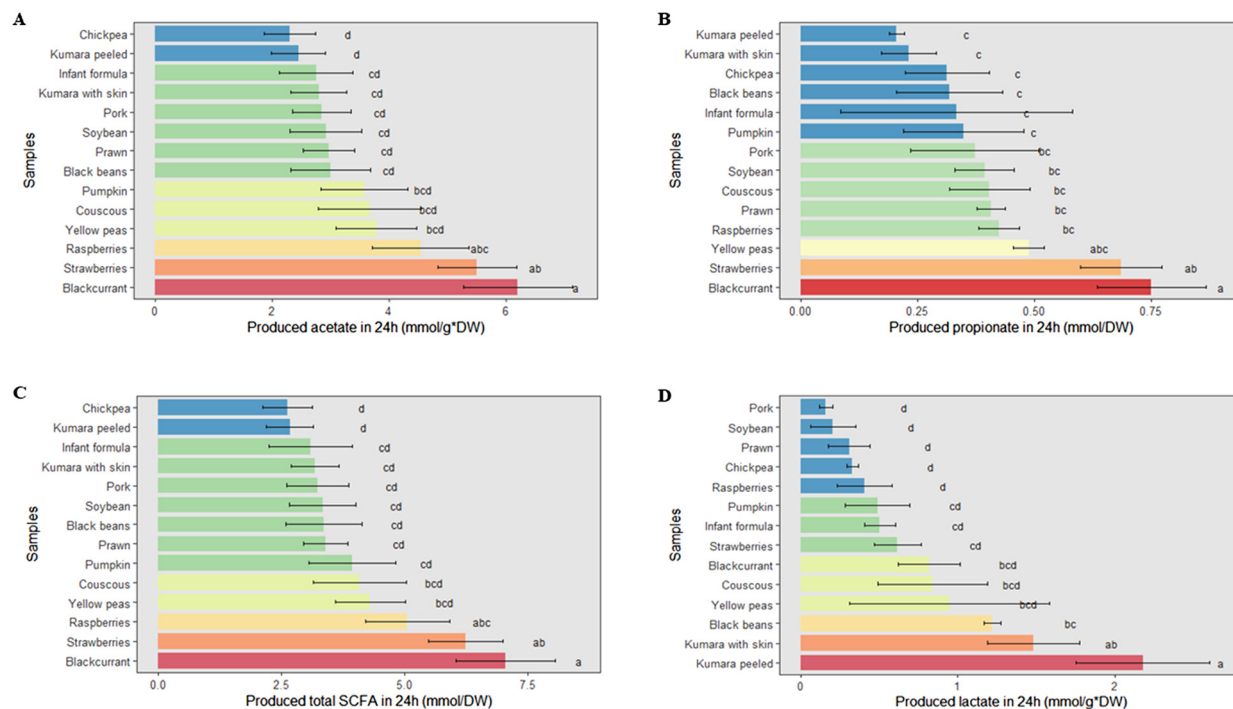 A
Samples
Chickpea d
Kumara peeled d
Infant formula cd
Kumara with skin cd
Pork cd
Soybean cd
Prawn cd
Black beans cd
Pumpkin bcd
Couscous bcd
Yellow peas bcd
Raspberries abc
Strawberries ab
Blackcurrant a
0 2 4 6
Produced acetate in 24h (mmol/g*DW)
B
Samples
Kumara peeled c
Kumara with skin c
Chickpea c
Black beans c
Infant formula c
Pumpkin c
Pork bc
Soybean bc
Couscous bc
Prawn bc
Raspberries bc
Yellow peas abc
Strawberries ab
Blackcurrant a
0.00 0.25 0.50 0.75
Produced propionate in 24h (mmol/DW)
C
Samples
Chickpea d
Kumara peeled d
Infant formula cd
Kumara with skin cd
Pork cd
Soybean cd
Black beans cd
Prawn cd
Pumpkin cd
Couscous bcd
Yellow peas bcd
Raspberries abc
Strawberries ab
Blackcurrant a
0.0 2.5 5.0 7.5
Produced total SCFA in 24h (mmol/DW)
D
Samples
Pork d
Soybean d
Prawn d
Chickpea d
Raspberries d
Pumpkin cd
Infant formula cd
Strawberries cd
Blackcurrant bcd
Couscous bcd
Yellow peas bcd
Black beans bc
Kumara with skin ab
Kumara peeled a
0 1 2
Produced lactate in 24h (mmol/g*DW)